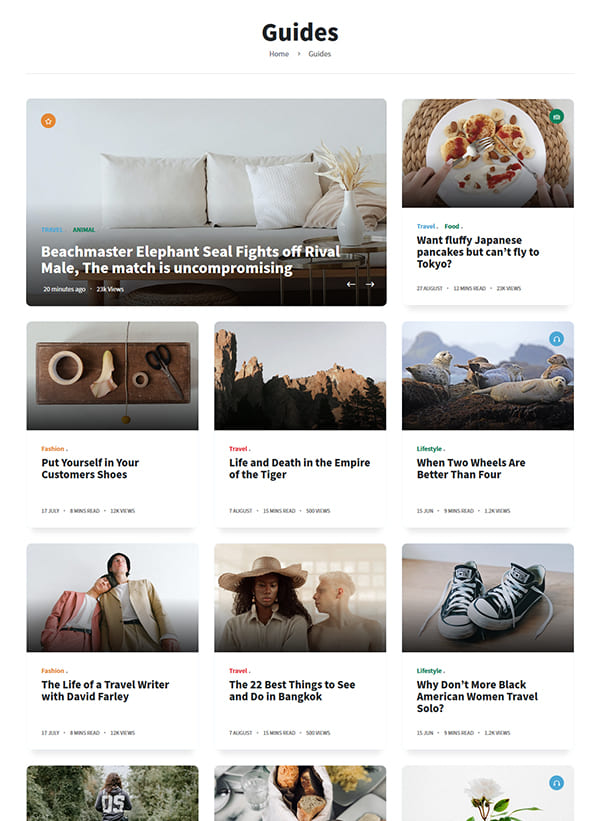 Guides
Home > Guides
TRAVEL . ANIMAL
Beachmaster Elephant Seal Fights off Rival
Male, The match is uncompromising
20 minutes ago • 23k Views
Travel . Food .
Want fluffy Japanese
pancakes but can't fly to
Tokyo?
27 AUGUST • 12 MINS READ • 23K VIEWS
Fashion .
Put Yourself in Your
Customers Shoes
17 JULY • 8 MINS READ • 12K VIEWS
Travel .
Life and Death in the Empire
of the Tiger
7 AUGUST • 15 MINS READ • 500 VIEWS
Lifestyle .
When Two Wheels Are
Better Than Four
15 JUN • 9 MINS READ • 1.2K VIEWS
Fashion .
The Life of a Travel Writer
with David Farley
17 JULY • 8 MINS READ • 12K VIEWS
Travel .
The 22 Best Things to See
and Do in Bangkok
7 AUGUST • 15 MINS READ • 500 VIEWS
Lifestyle .
Why Don't More Black
American Women Travel
Solo?
15 JUN • 9 MINS READ • 1.2K VIEWS